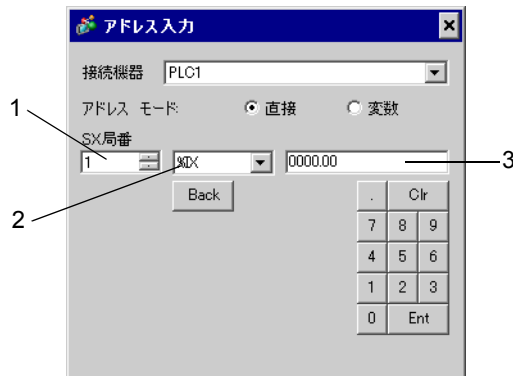 アドレス入力
接続機器 PLC1
アドレス モード: 直接 変数
1
SX局番
1 %IX 0000.00 3
Back . Clr
2
7 8 9
4 5 6
1 2 3
0 Ent